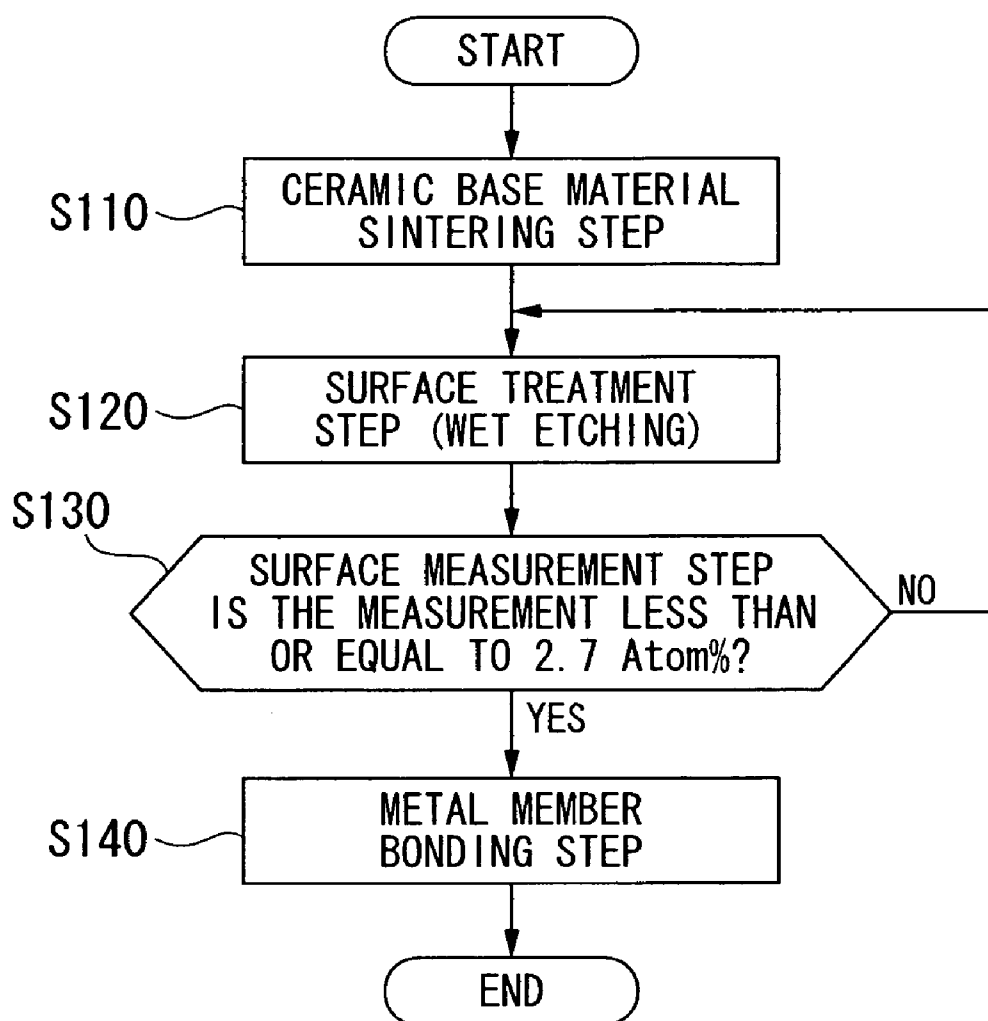 START
S110
CERAMIC BASE MATERIAL
SINTERING STEP
S120
SURFACE TREATMENT
STEP (WET ETCHING)
S130
SURFACE MEASUREMENT STEP
IS THE MEASUREMENT LESS THAN
OR EQUAL TO 2.7 Atom%?
NO
YES
S140
METAL MEMBER
BONDING STEP
END